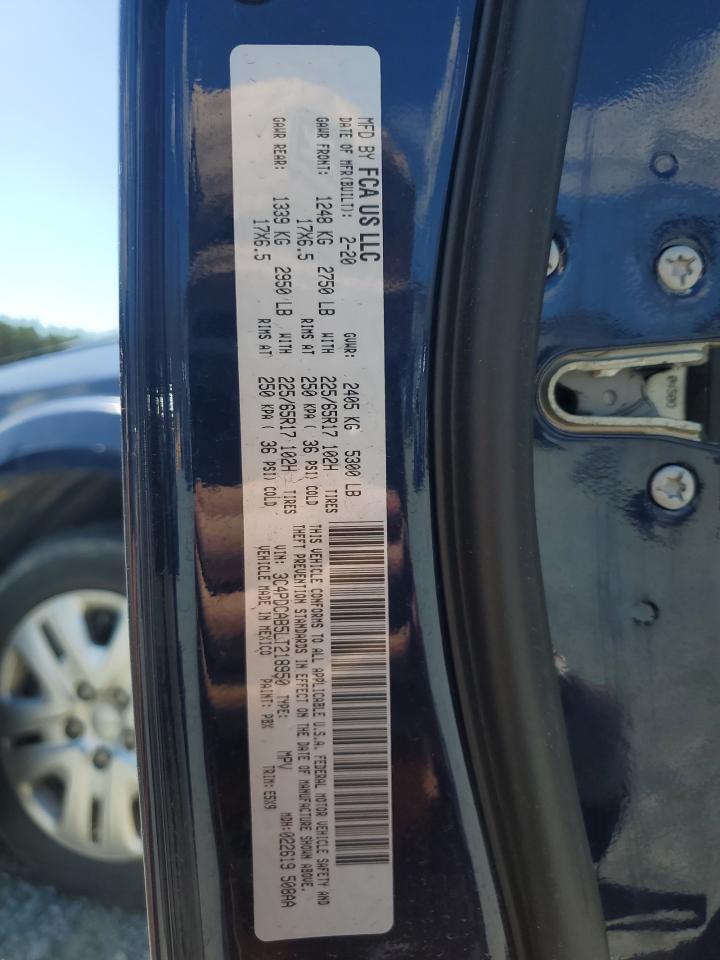 MFD BY FCA US LLC
DATE OF MFR(BUILT): 2-20 GVWR: 2405 KG 5300 LB
GAWR FRONT: 1248 KG 2750 LB WITH 225/65R17 102H TIRES
17X6.5 RIMS AT 250 KPA ( 36 PSI) COLD
GAWR REAR: 1339 KG 2950 LB WITH 225/65R17 102H TIRES
17X6.5 RIMS AT 250 KPA ( 36 PSI) COLD
THIS VEHICLE CONFORMS TO ALL APPLICABLE U.S.A. FEDERAL MOTOR VEHICLE SAFETY AND
THEFT PREVENTION STANDARDS IN EFFECT ON THE DATE OF MANUFACTURE SHOWN ABOVE.
VIN: 3C4PDCAB5LT218950 TYPE: MPV MDH:022619 508AA
VEHICLE MADE IN MEXICO PAINT: PBX TRIM:E5X9